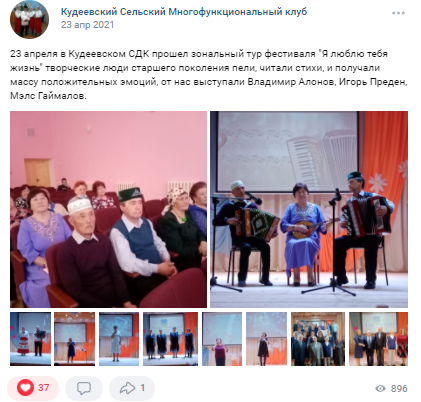 Кудеевский Сельский Многофункциональный клуб
23 апр 2021
23 апреля в Кудеевском СДК прошел зональный тур фестиваля "Я люблю тебя
жизнь" творческие люди старшего поколения пели, читали стихи, и получали
массу положительных эмоций, от нас выступали Владимир Алонов, Игорь Преден,
Мэлс Гаймалов.
37
1
896